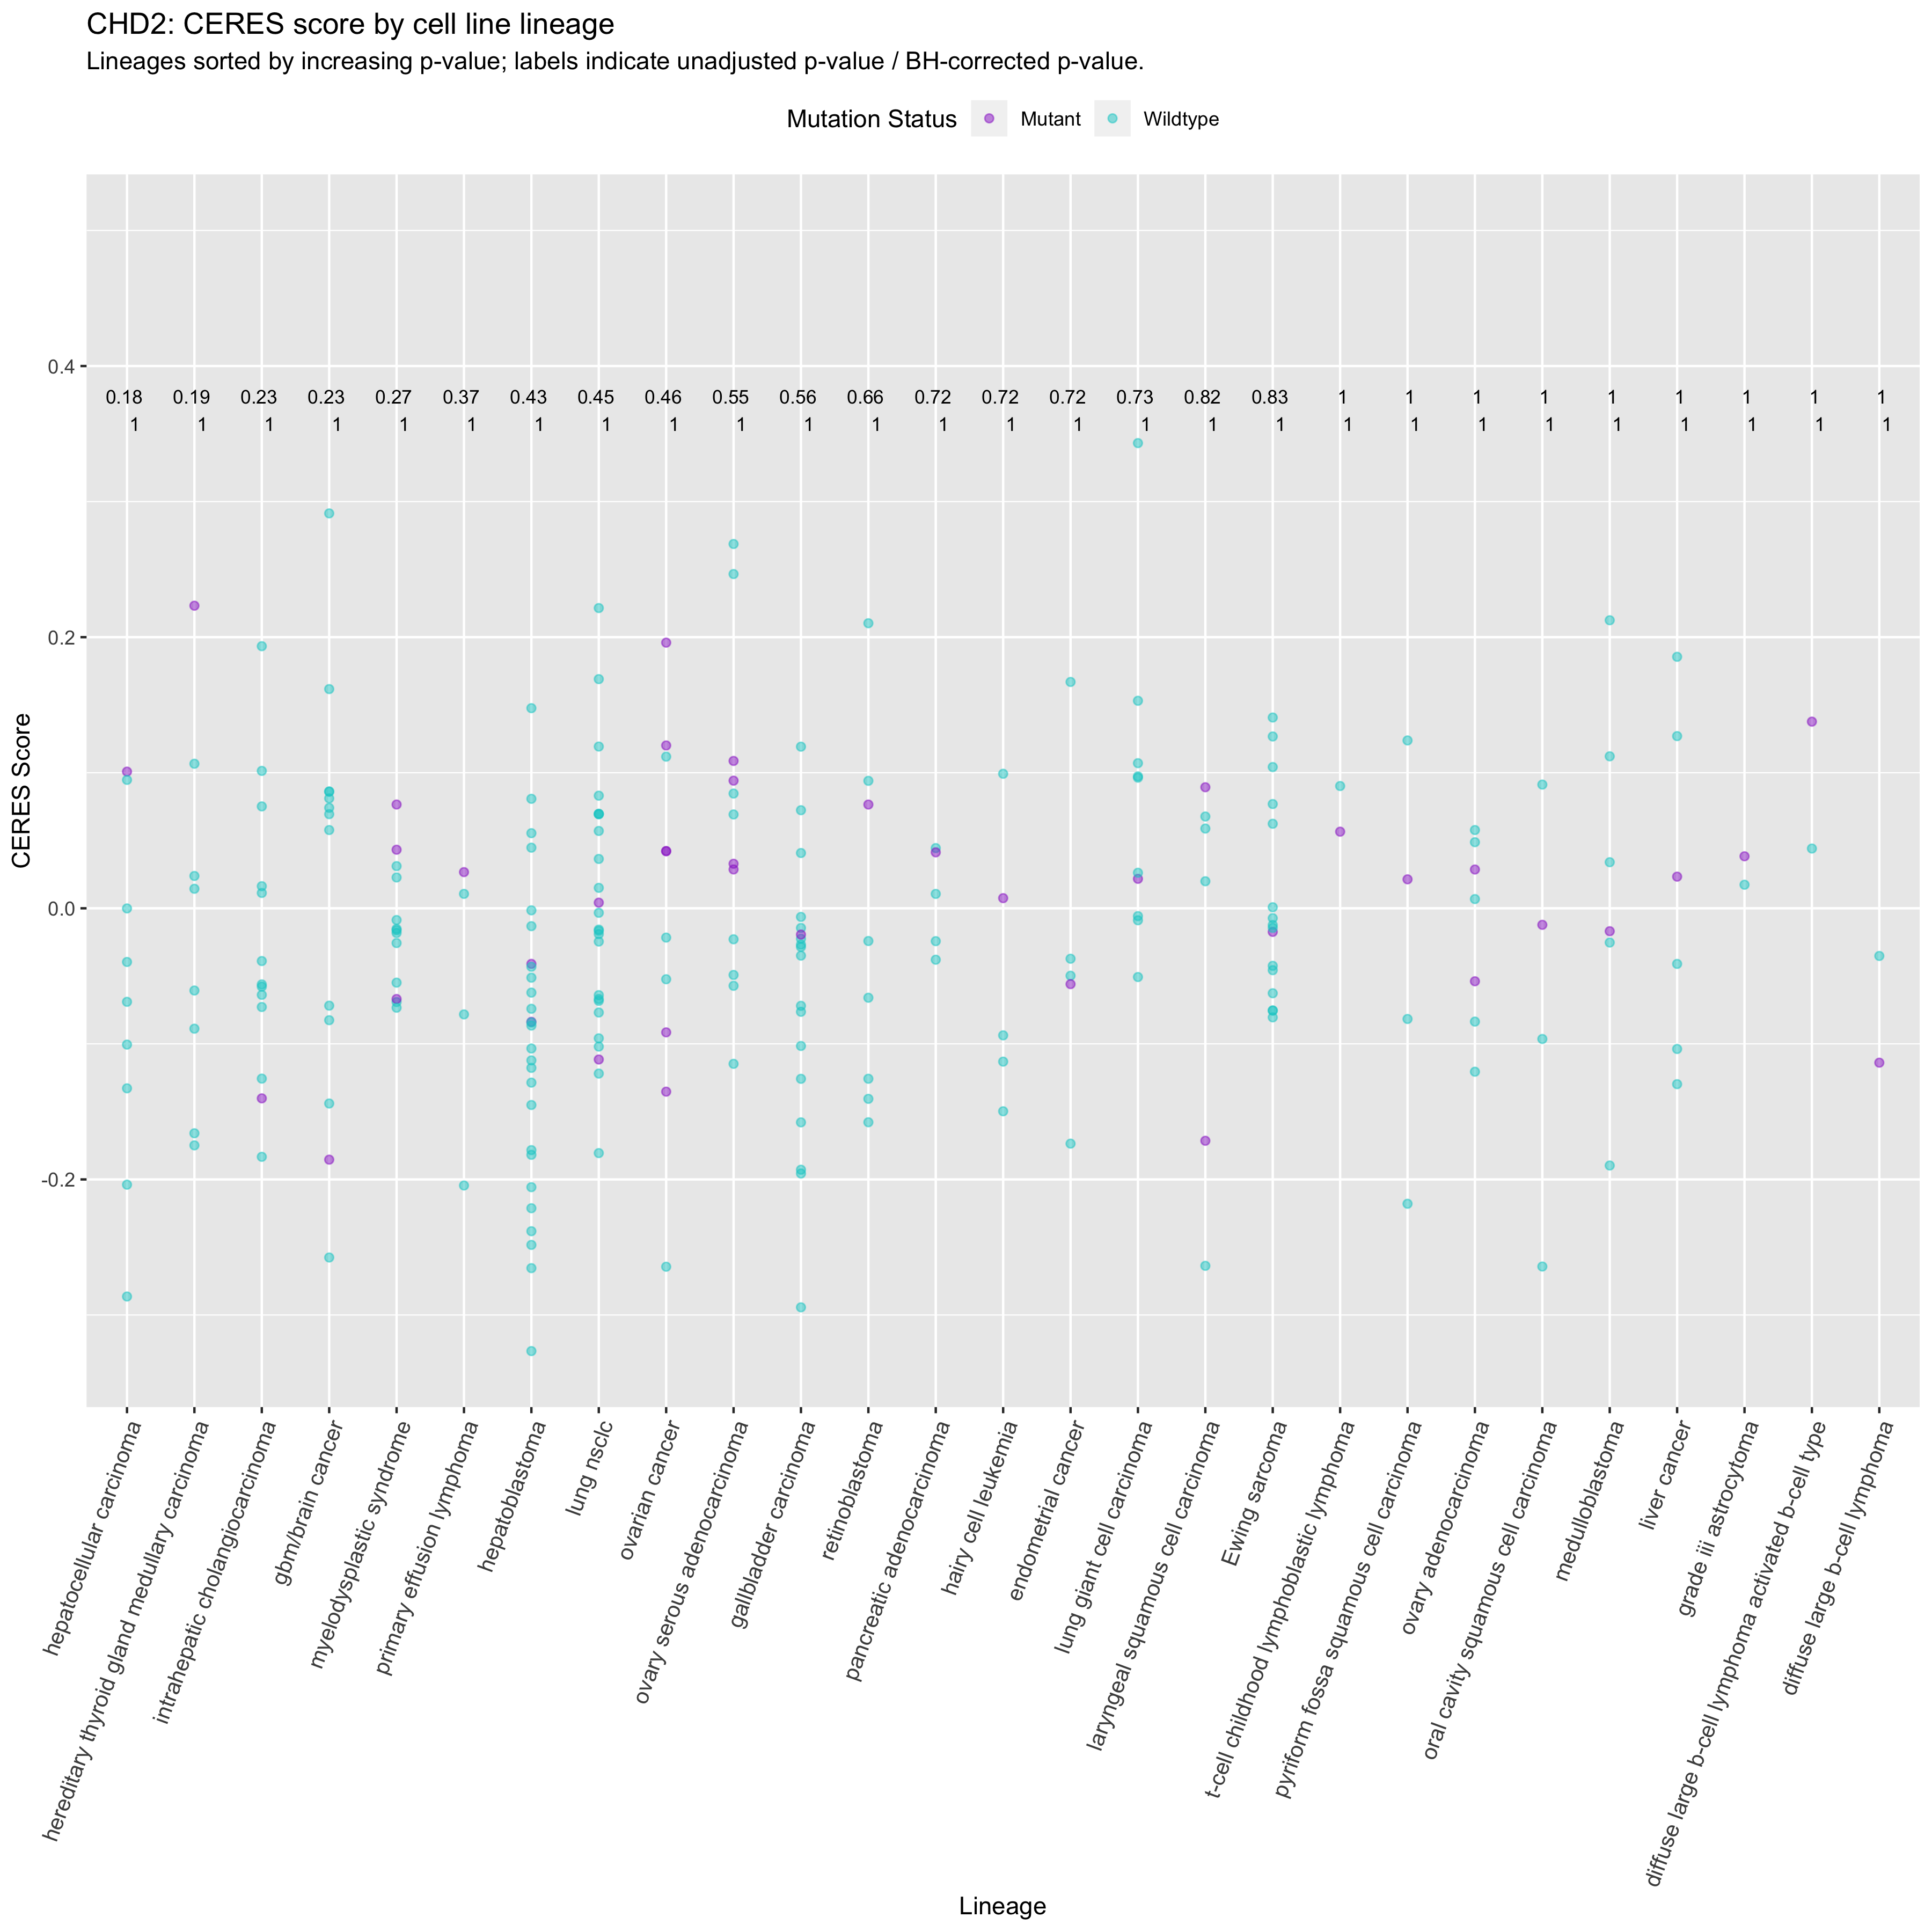 CHD2: CERES score by cell line lineage
Lineages sorted by increasing p-value; labels indicate unadjusted p-value / BH-corrected p-value.
Mutation Status Mutant Wildtype
0.4
0.18 0.19 0.23 0.23 0.27 0.37 0.43 0.45 0.46 0.55 0.56 0.66 0.72 0.72 0.72 0.73 0.82 0.83 1 1 1 1 1 1 1 1 1
1 1 1 1 1 1 1 1 1 1 1 1 1 1 1 1 1 1 1 1 1 1 1 1 1 1 1
0.2
0.0
-0.2
CERES Score
hepatocellular carcinoma
hereditary thyroid gland medullary carcinoma
intrahepatic cholangiocarcinoma
gbm/brain cancer
myelodysplastic syndrome
primary effusion lymphoma
hepatoblastoma
lung nsclc
ovarian cancer
ovary serous adenocarcinoma
gallbladder carcinoma
retinoblastoma
pancreatic adenocarcinoma
hairy cell leukemia
endometrial cancer
lung giant cell carcinoma
laryngeal squamous cell carcinoma
Ewing sarcoma
t-cell childhood lymphoblastic lymphoma
pyriform fossa squamous cell carcinoma
ovary adenocarcinoma
oral cavity squamous cell carcinoma
medulloblastoma
liver cancer
grade iii astrocytoma
diffuse large b-cell lymphoma activated b-cell type
diffuse large b-cell lymphoma
Lineage